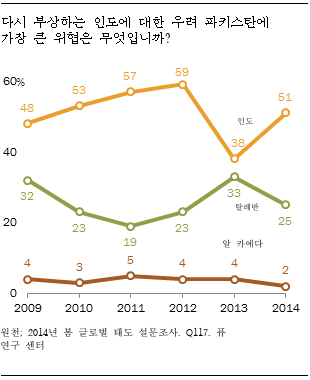 다시 부상하는 인도에 대한 우려 파키스탄에
가장 큰 위협은 무엇입니까?
60%
59
57
53
51
48
인도
40
38
32
33
탈레반
23
19
23
25
20
알 카에다
4
3
5
4
4
2
0
2009 2010 2011 2012 2013 2014
원천; 2014년 봄 글로벌 태도 설문조사. Q117. 퓨
연구 센터